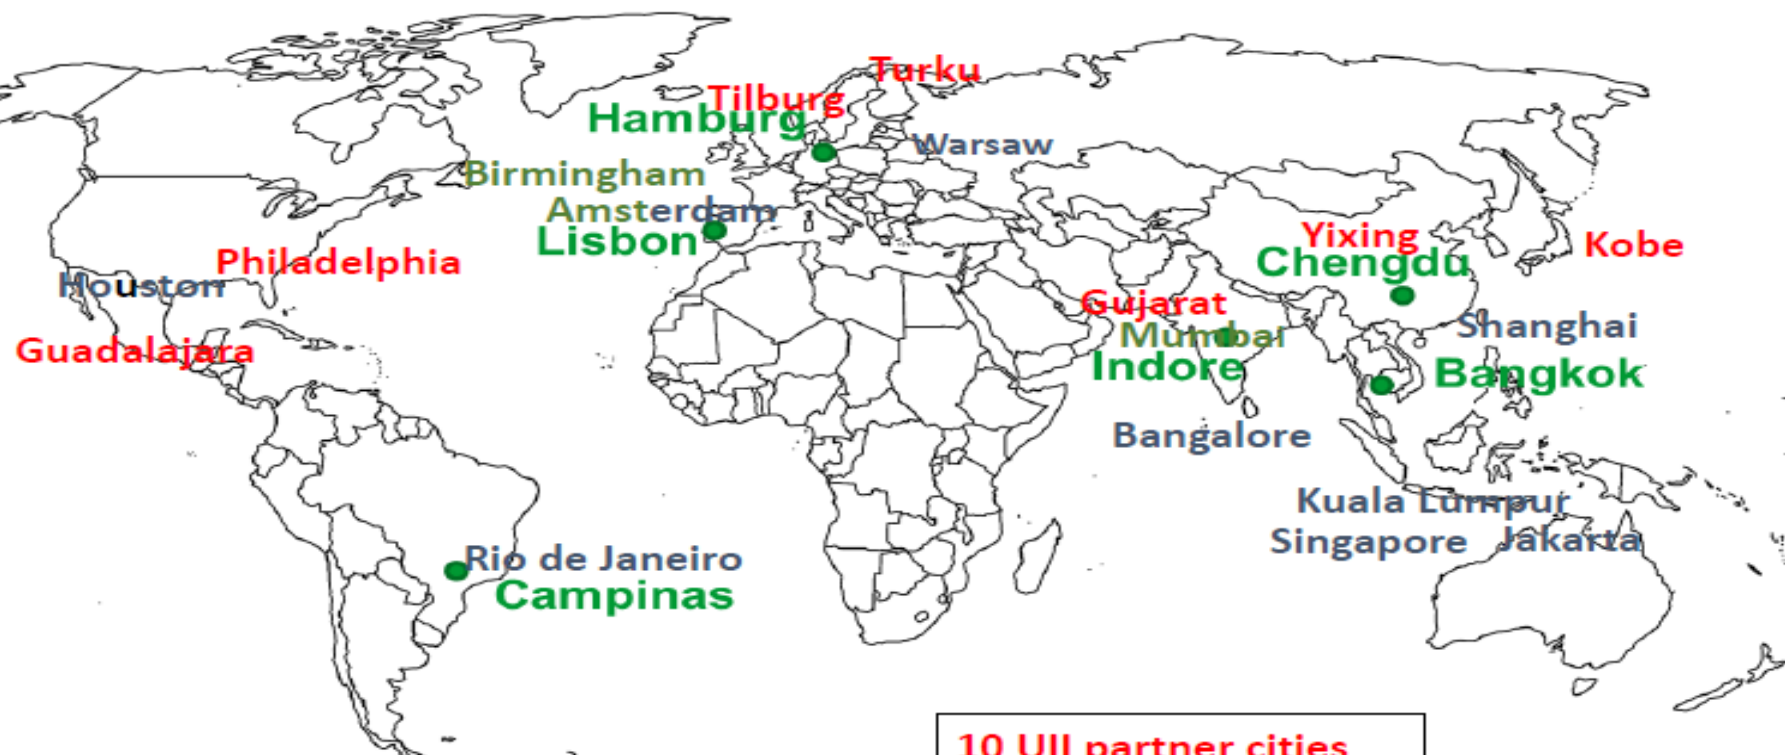 Turku
Tilburg
Hamburg
Warsaw
Birmingham
Amsterdam
Lisbon
Yixing
Kobe
Chengdu
Philadelphia
Houston
Gujarat
Mumbai
Shanghai
Guadalajara
Indore
Bangkok
Bangalore
Kuala Lumpur
Singapore Jakarta
Rio de Janeiro
Campinas
10 UII partner cities